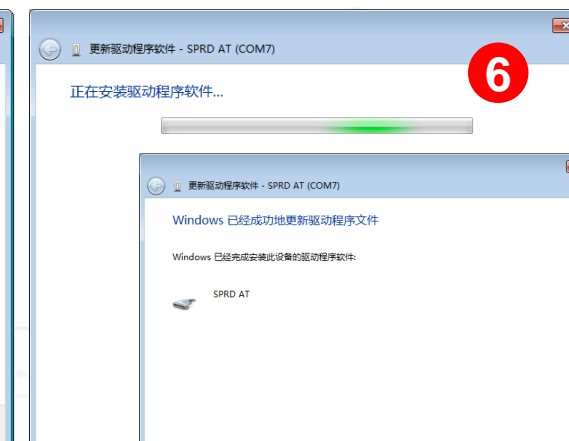 更新驱动程序软件 - SPRD AT (COM7)
6
正在安装驱动程序软件...
更新驱动程序软件 - SPRD AT (COM7)
Windows 已经成功地更新驱动程序文件
Windows 已经完成安装此设备的驱动程序软件:
SPRD AT